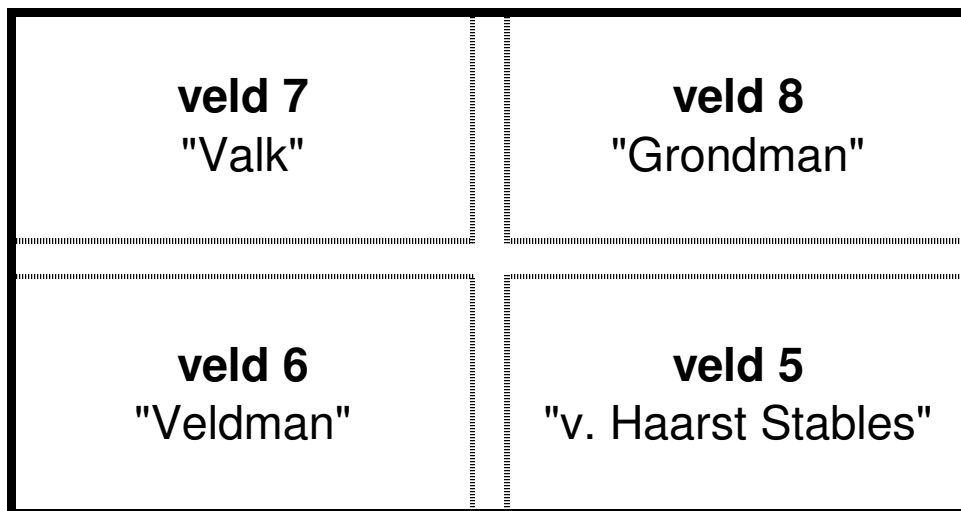 veld 7
"Valk"
veld 8
"Grondman"
veld 6
"Veldman"
veld 5
"v. Haarst Stables"